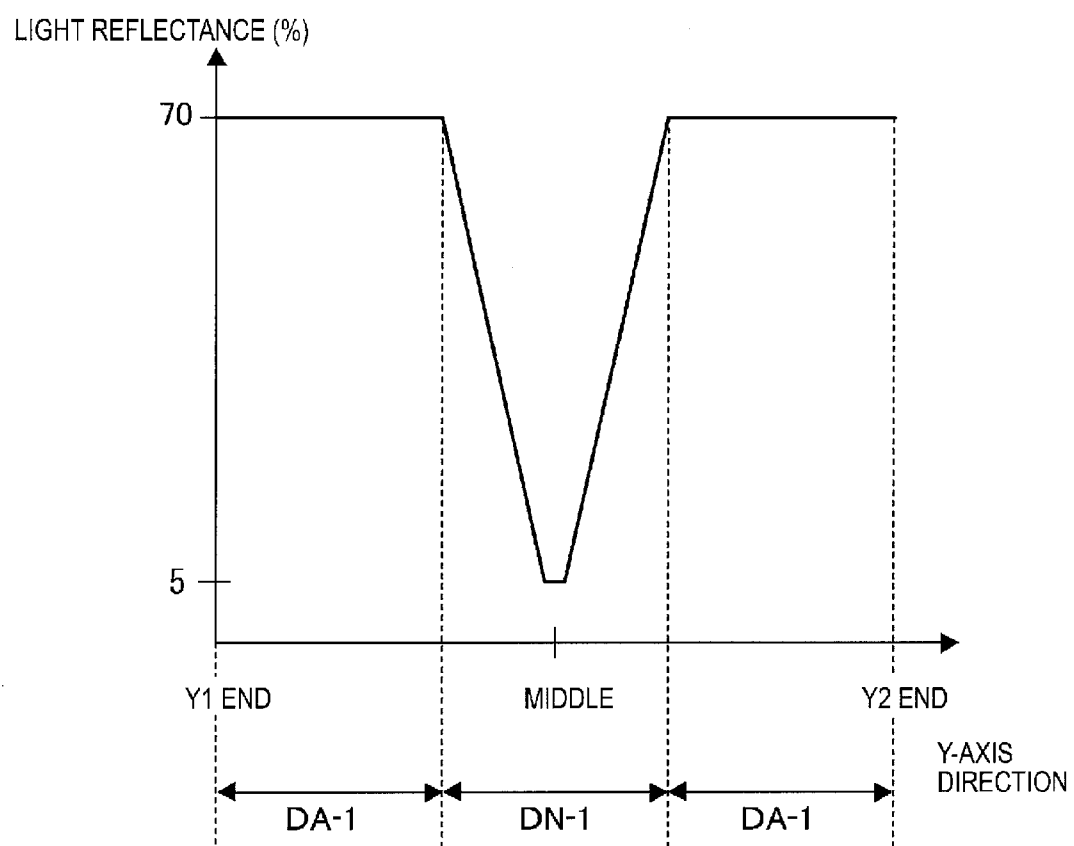 LIGHT REFLECTANCE (%)
70
5
Y1 END
MIDDLE
Y2 END
Y-AXIS
DIRECTION
DA-1
DN-1
DA-1